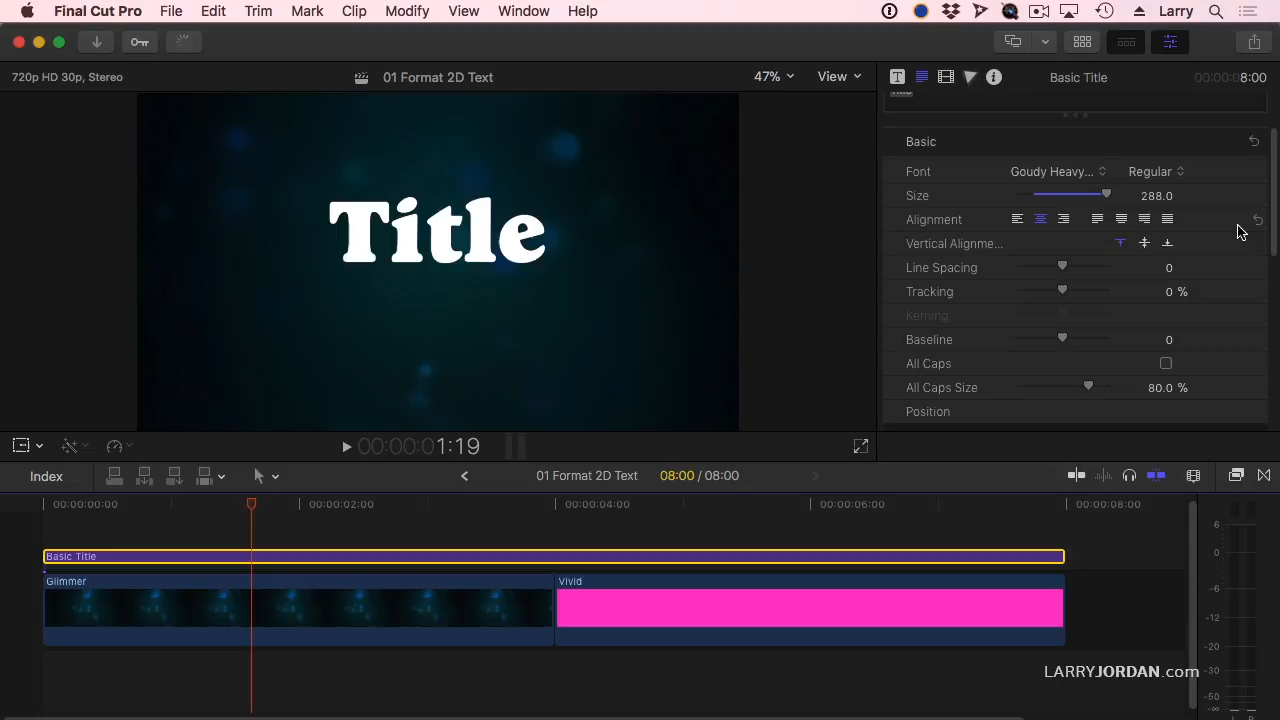 Final Cut Pro File Edit Trim Mark Clip Modify View Window Help Larry
720p HD 30p, Stereo 01 Format 2D Text 47% View Basic Title 00:00:08:00
Title
Title
Basic
Font Goudy Heavy... Regular
Size 288.0
Alignment
Vertical Alignme...
Line Spacing 0
Tracking 0 %
Kerning
Baseline 0
All Caps
All Caps Size 80.0 %
Position
00:00:00:01:19
Index 01 Format 2D Text 08:00 / 08:00
00:00:00:00 00:00:02:00 00:00:04:00 00:00:06:00 00:00:08:00
6
0
-6
-12
-20
-30
-50
-∞
L R
Basic Title
Glimmer Vivid
LARRYJORDAN.com